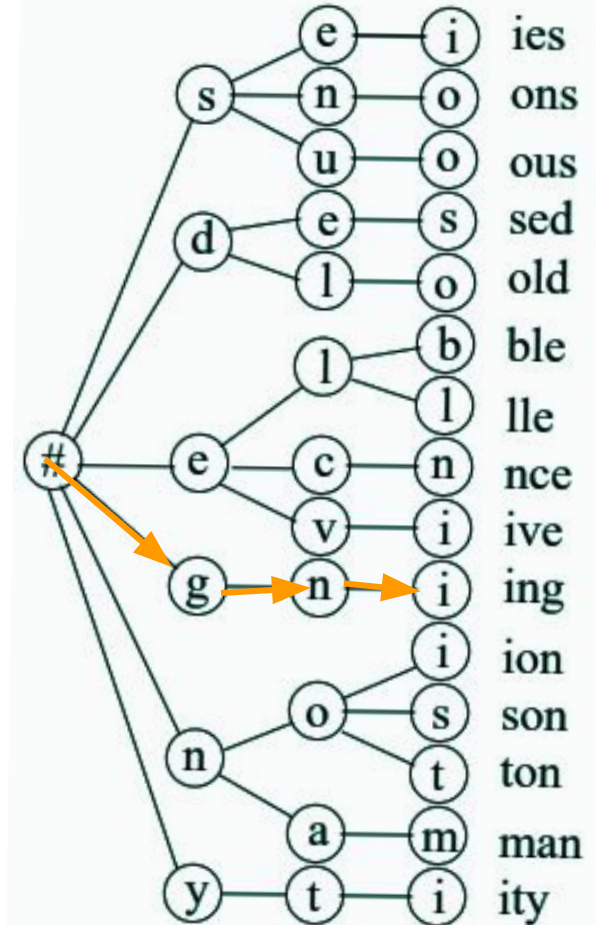 e i ies
s n o ons
u o ous
e s sed
d l o old
l b ble
l lle
# e c n nce
v i ive
g n i ing
i ion
o s son
n t ton
a m man
y t i ity